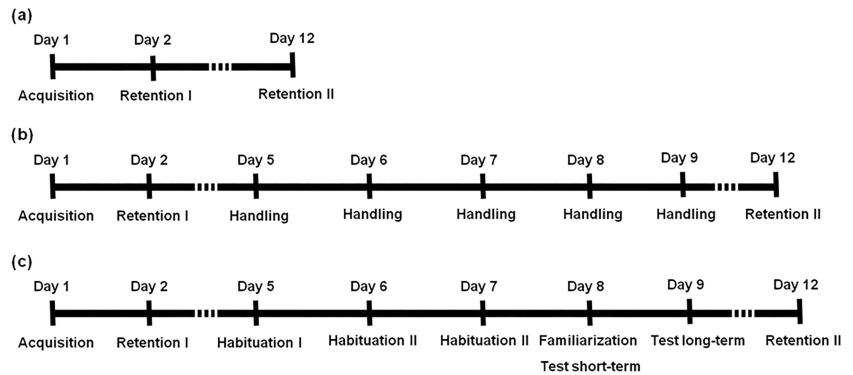 (a)
Day 1 Day 2 Day 12
Acquisition Retention I Retention II
(b)
Day 1 Day 2 Day 5 Day 6 Day 7 Day 8 Day 9 Day 12
Acquisition Retention I Handling Handling Handling Handling Handling Retention II
(c)
Day 1 Day 2 Day 5 Day 6 Day 7 Day 8 Day 9 Day 12
Acquisition Retention I Habituation I Habituation II Habituation II Familiarization Test long-term Retention II
Test short-term